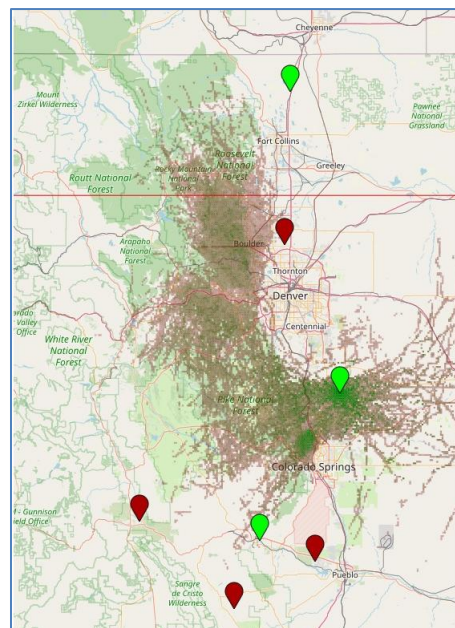 Cheyenne
Mount
Zirkel Wilderness
Pawnee
National
Grassland
Fort Collins
Greeley
Roosevelt
National
Forest
Rocky Mountain
National
Park
Routt National
Forest
Boulder
Arapaho
National
Forest
Thornton
Denver
Centennial
Valley
Office
White River
National
Forest
Pike National
Forest
Colorado Springs
- Gunnison
Field Office
Pueblo
Sangre
de Cristo
Wilderness